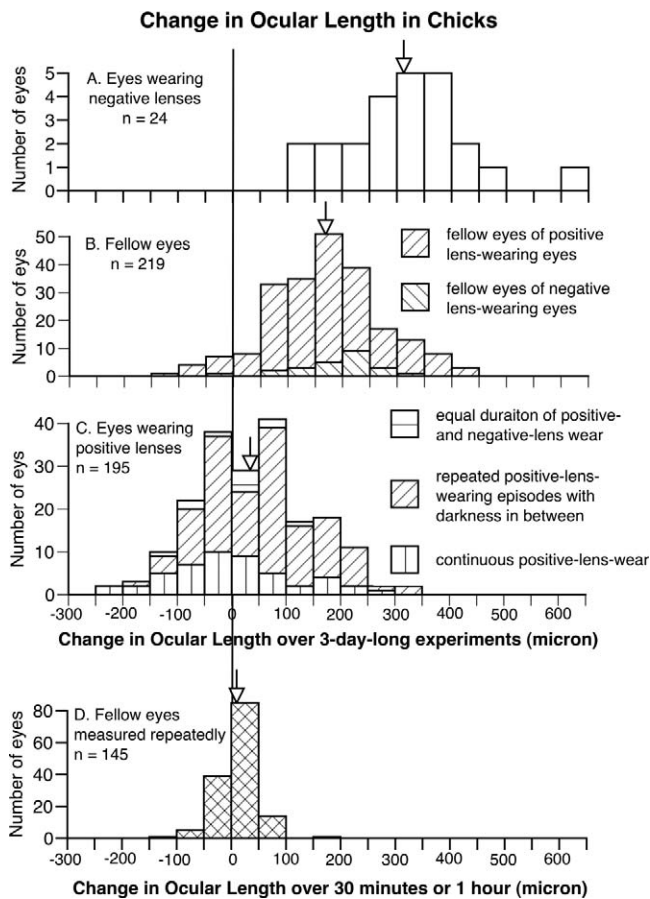 Change in Ocular Length in Chicks
A. Eyes wearing
negative lenses
n = 24
Number of eyes
5
4
3
2
1
0
B. Fellow eyes
n = 219
Number of eys
50
40
30
20
10
0
fellow eyes of positive
lens-wearing eyes
fellow eyes of negative
lens-wearing eyes
C. Eyes wearing
positive lenses
n = 195
Number of eys
40
30
20
10
0
equal duraiton of positive-
and negative-lens wear
repeated positive-lens-
wearing episodes with
darkness in between
continuous positive-lens-wear
-300 -200 -100 0 100 200 300 400 500 600
Change in Ocular Length over 3-day-long experiments (micron)
D. Fellow eyes
measured repeatedly
n = 145
Number of eyes
80
60
40
20
0
-300 -200 -100 0 100 200 300 400 500 600
Change in Ocular Length over 30 minutes or 1 hour (micron)